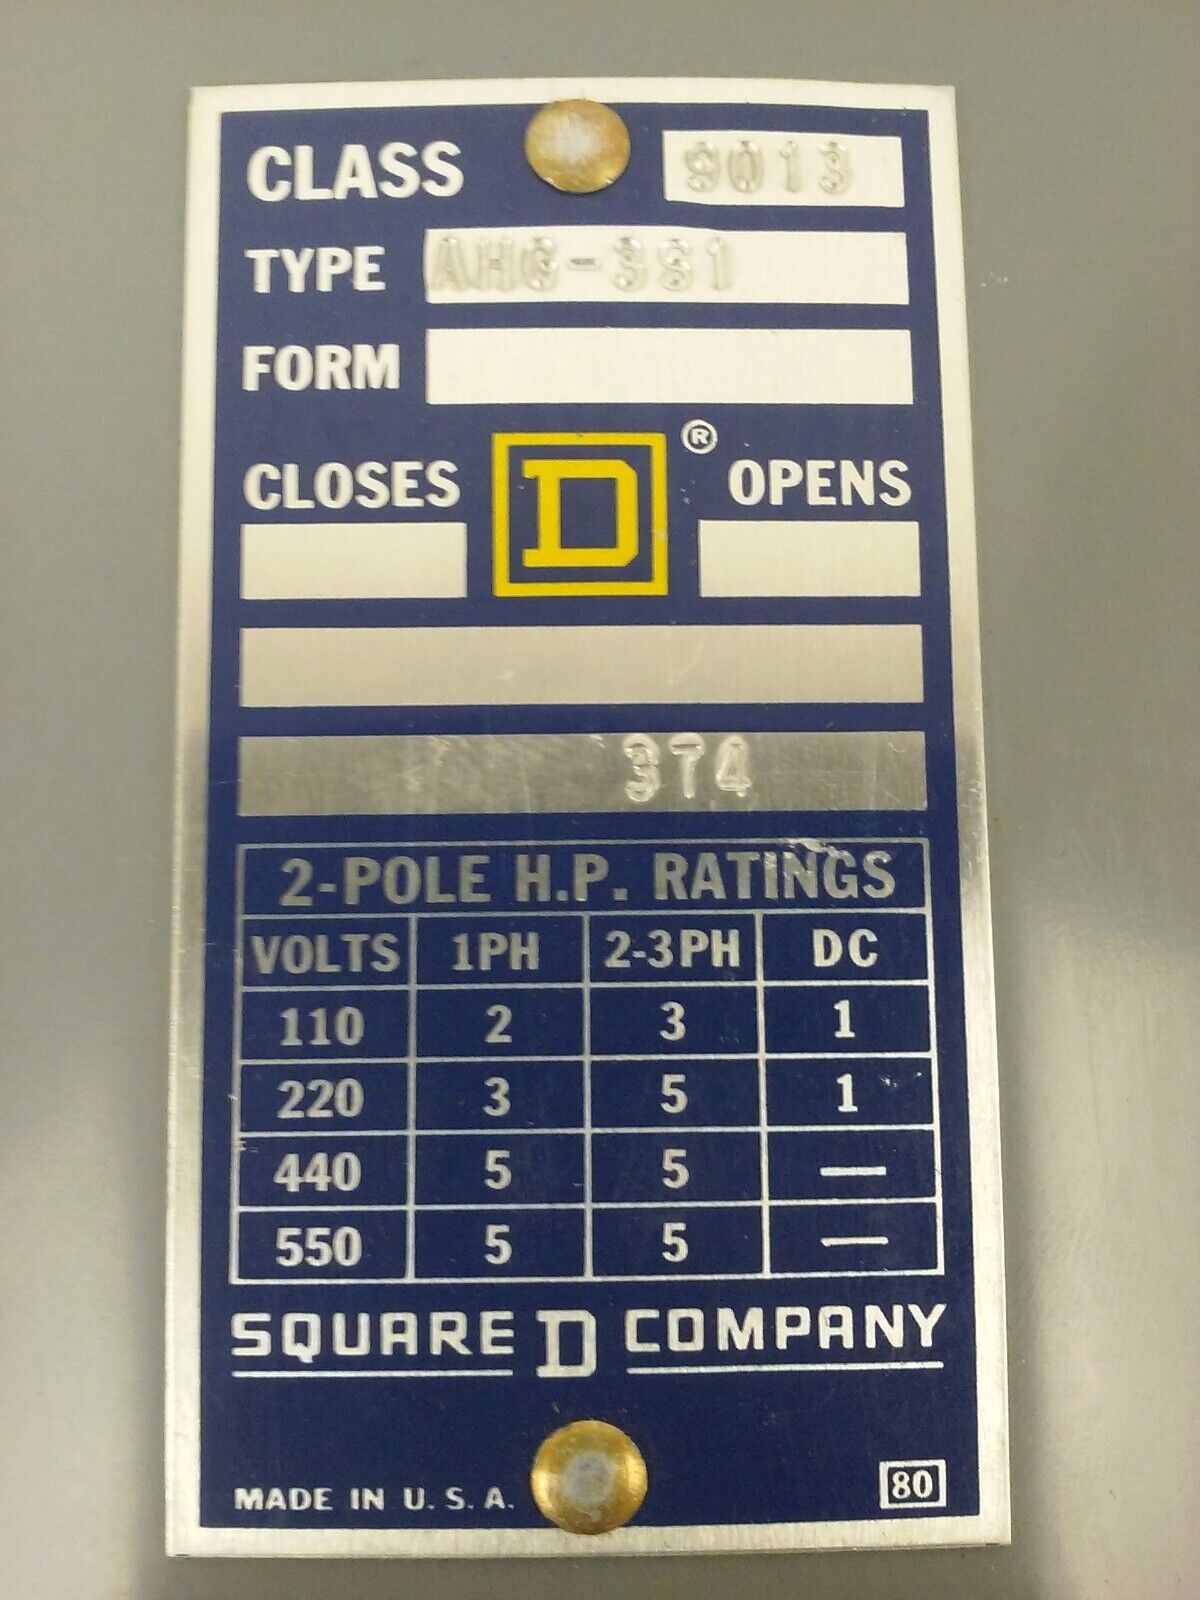 CLASS 9013
TYPE AHG-3S1
FORM
D ®
CLOSES OPENS
374
2-POLE H.P. RATINGS
VOLTS 1PH 2-3PH DC
110 2 3 1
220 3 5 1
440 5 5 —
550 5 5 —
SQUARE D COMPANY
MADE IN U.S.A. 80